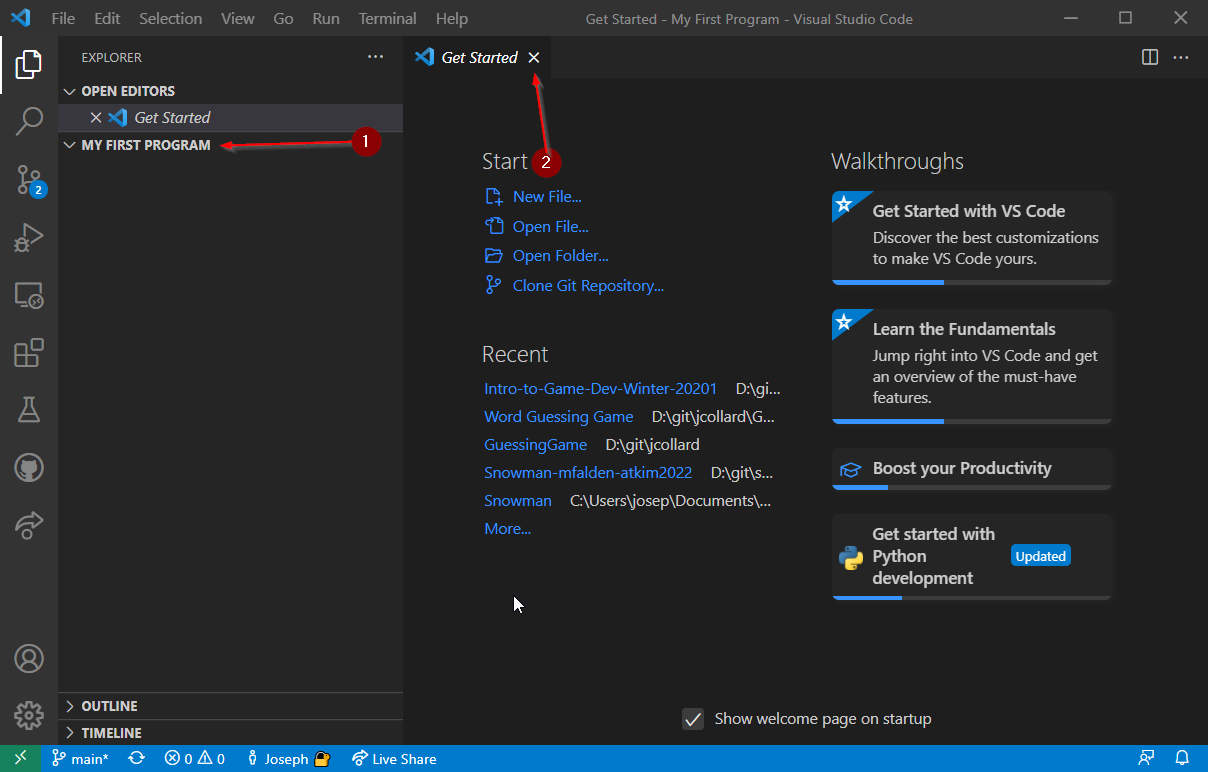 File Edit Selection View Go Run Terminal Help Get Started - My First Program - Visual Studio Code
EXPLORER
Get Started
OPEN EDITORS
Get Started
MY FIRST PROGRAM
1
2
2
Start
New File...
Open File...
Open Folder...
Clone Git Repository...
Recent
Intro-to-Game-Dev-Winter-20201 D:\gi...
Word Guessing Game D:\git\jcollard\G...
GuessingGame D:\git\jcollard
Snowman-mfalden-atkim2022 D:\git\s...
Snowman C:\Users\josep\Documents\...
More...
Walkthroughs
Get Started with VS Code
Discover the best customizations
to make VS Code yours.
Learn the Fundamentals
Jump right into VS Code and get
an overview of the must-have
features.
Boost your Productivity
Get started with
Python
development
Updated
Show welcome page on startup
OUTLINE
TIMELINE
main* 0 0 Joseph Live Share